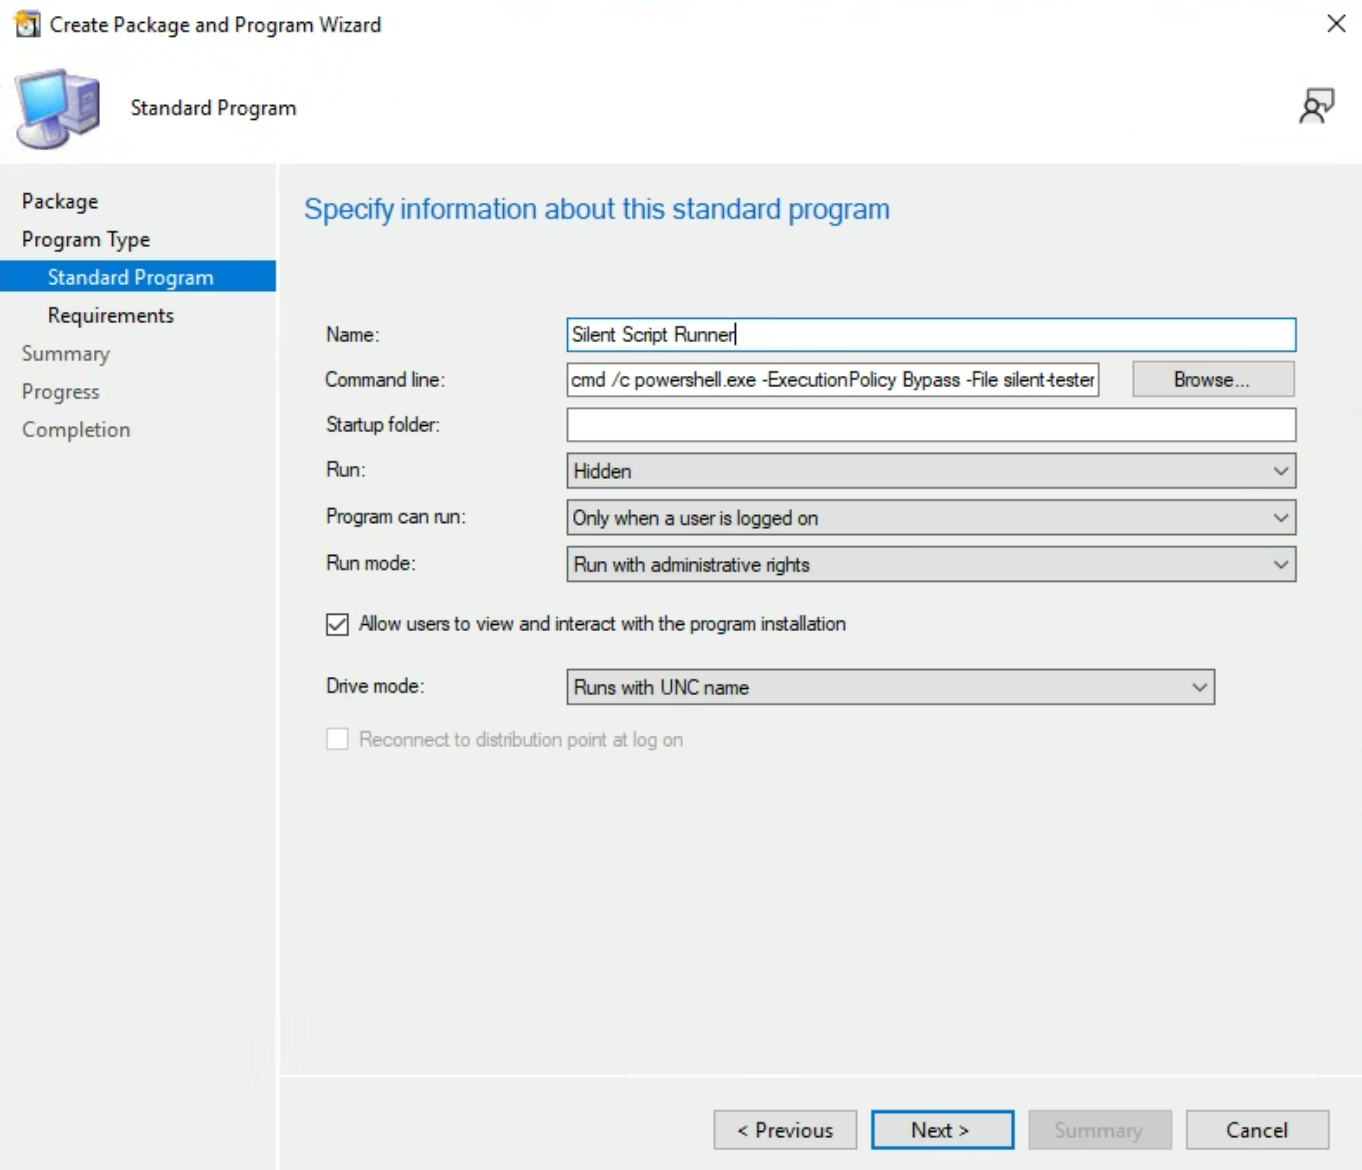 Create Package and Program Wizard
Standard Program
Package
Program Type
Standard Program
Requirements
Summary
Progress
Completion
Specify information about this standard program
Name: Silent Script Runner
Command line: cmd /c powershell.exe -ExecutionPolicy Bypass -File silent-tester Browse...
Startup folder:
Run: Hidden
Program can run: Only when a user is logged on
Run mode: Run with administrative rights
Allow users to view and interact with the program installation
Drive mode: Runs with UNC name
Reconnect to distribution point at log on
< Previous Next > Summary Cancel